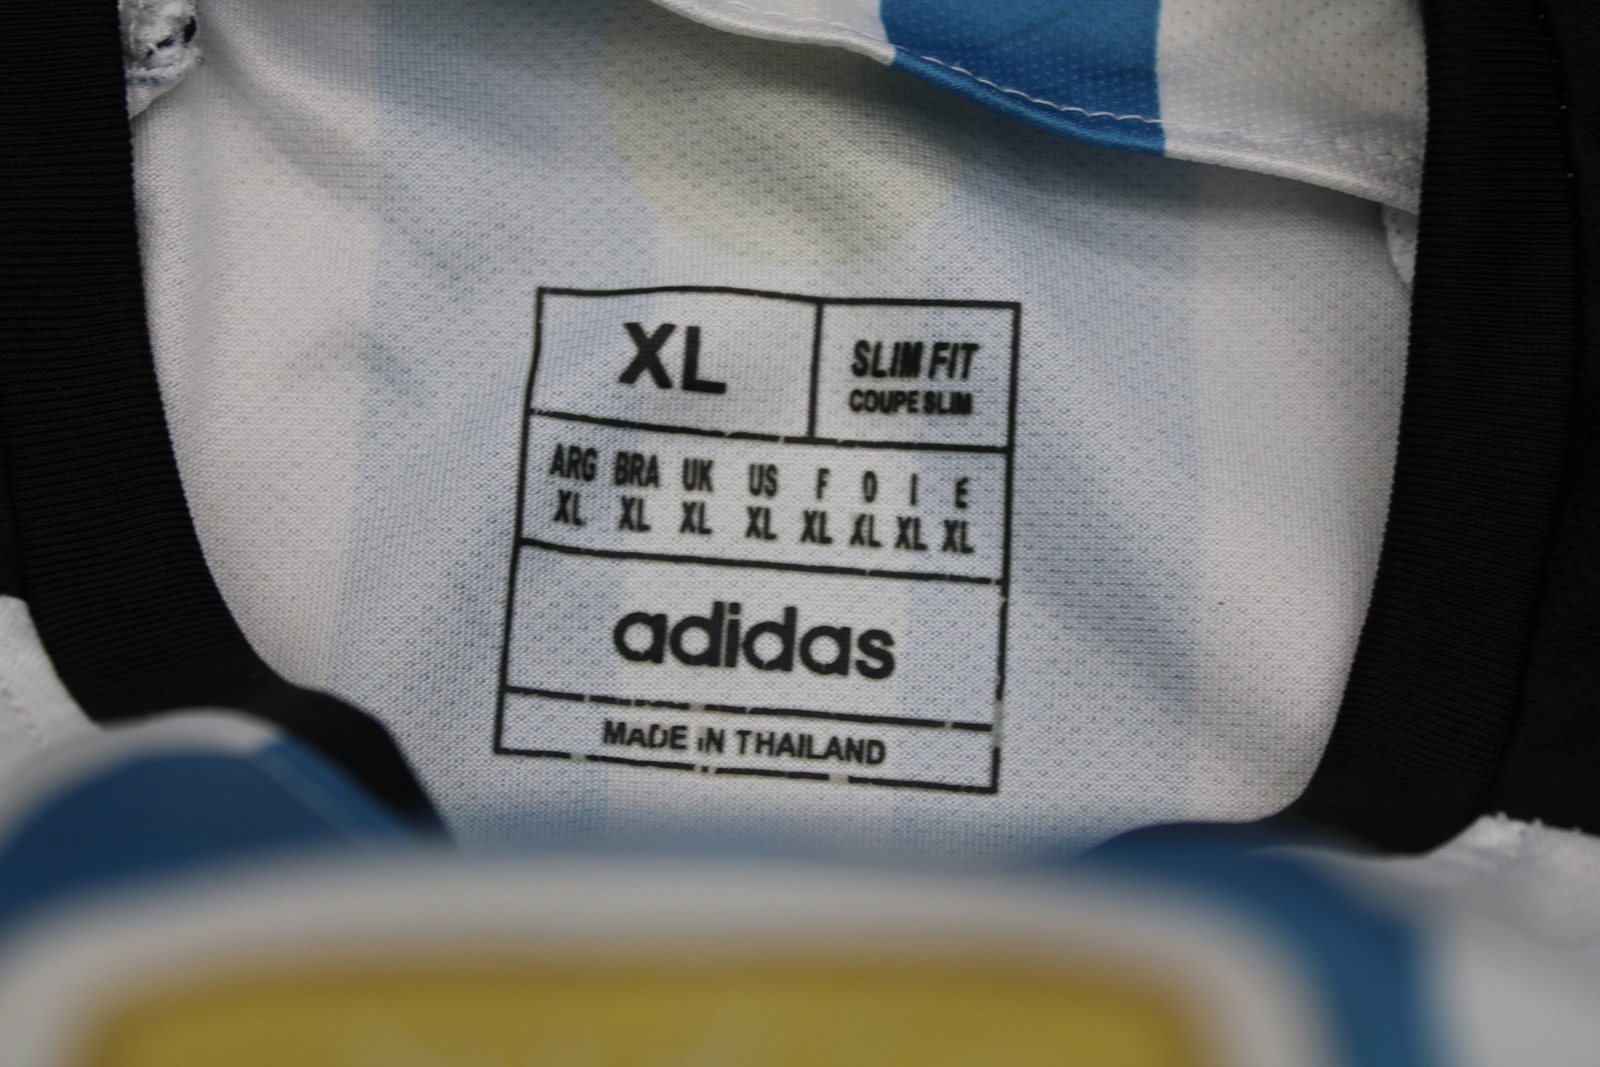 XL
SLIM FIT
COUPE SLIM
ARG BRA UK US F D I E
XL XL XL XL XL XL XL XL
adidas
MADE IN THAILAND